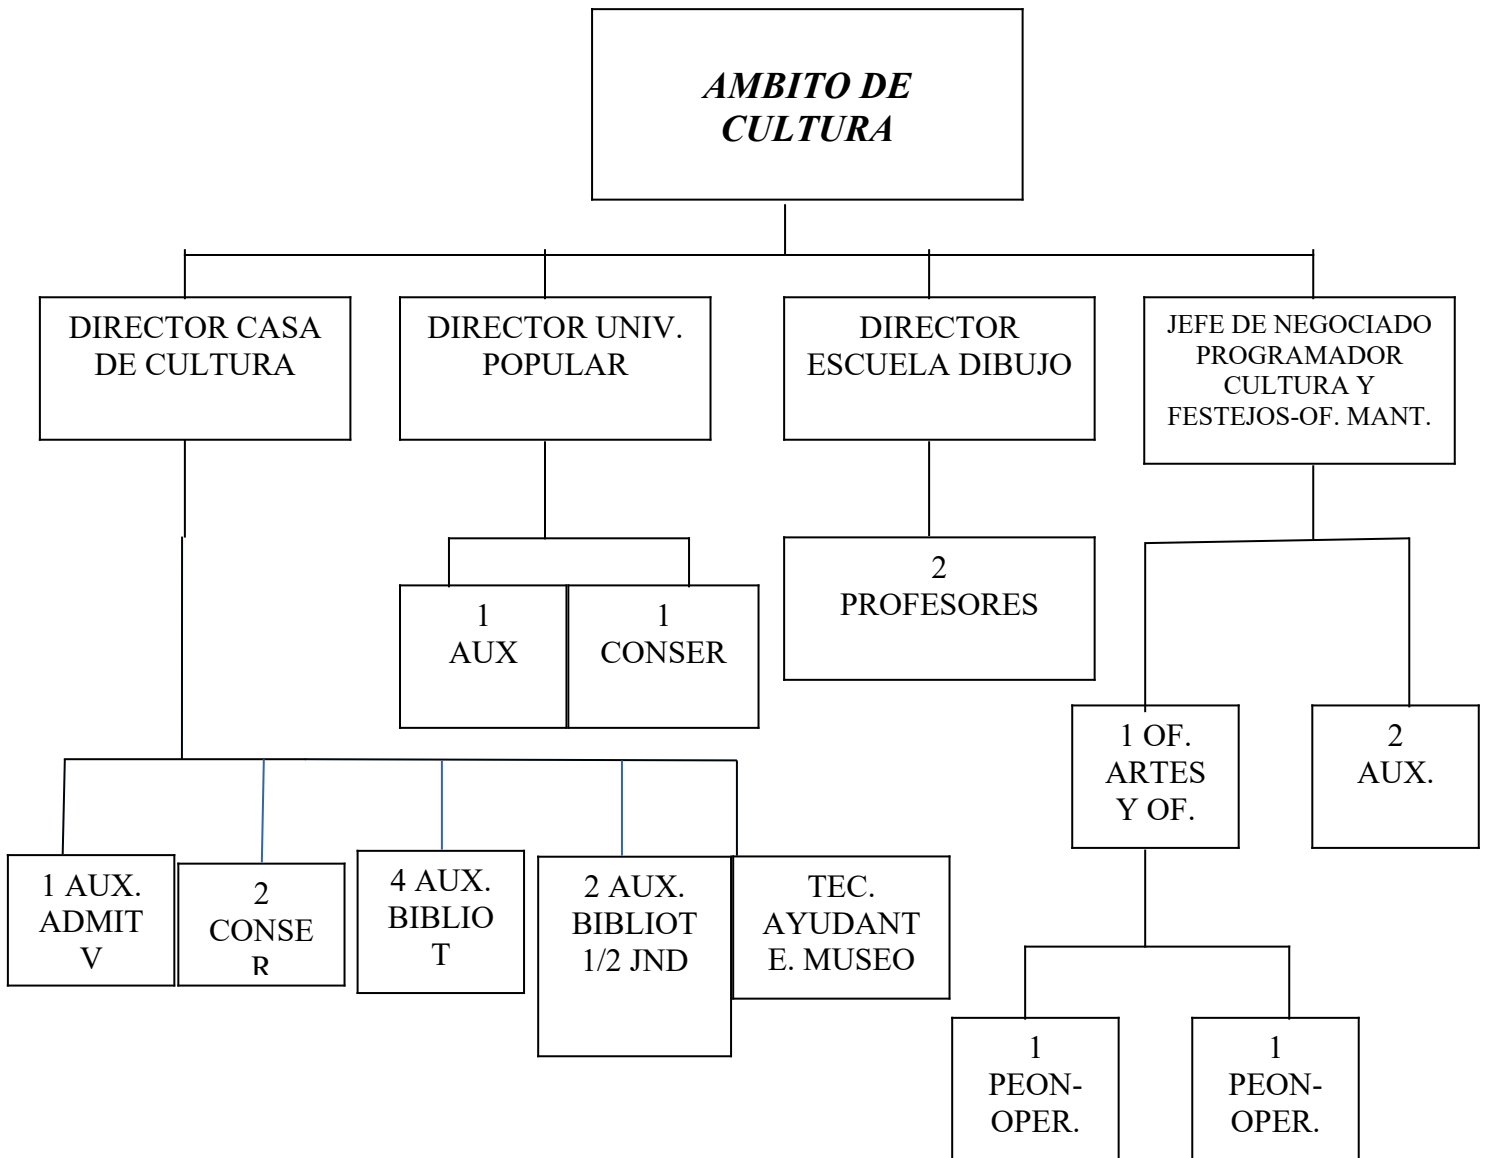 AMBITO DE
CULTURA
DIRECTOR CASA
DE CULTURA
DIRECTOR UNIV.
POPULAR
DIRECTOR
ESCUELA DIBUJO
JEFE DE NEGOCIADO
PROGRAMADOR
CULTURA Y
FESTEJOS-OF. MANT.
1
AUX
1
CONSER
2
PROFESORES
1 OF.
ARTES
Y OF.
2
AUX.
1 AUX.
ADMIT
V
2
CONSE
R
4 AUX.
BIBLIO
T
2 AUX.
BIBLIOT
1/2 JND
TEC.
AYUDANT
E. MUSEO
1
PEON-
OPER.
1
PEON-
OPER.